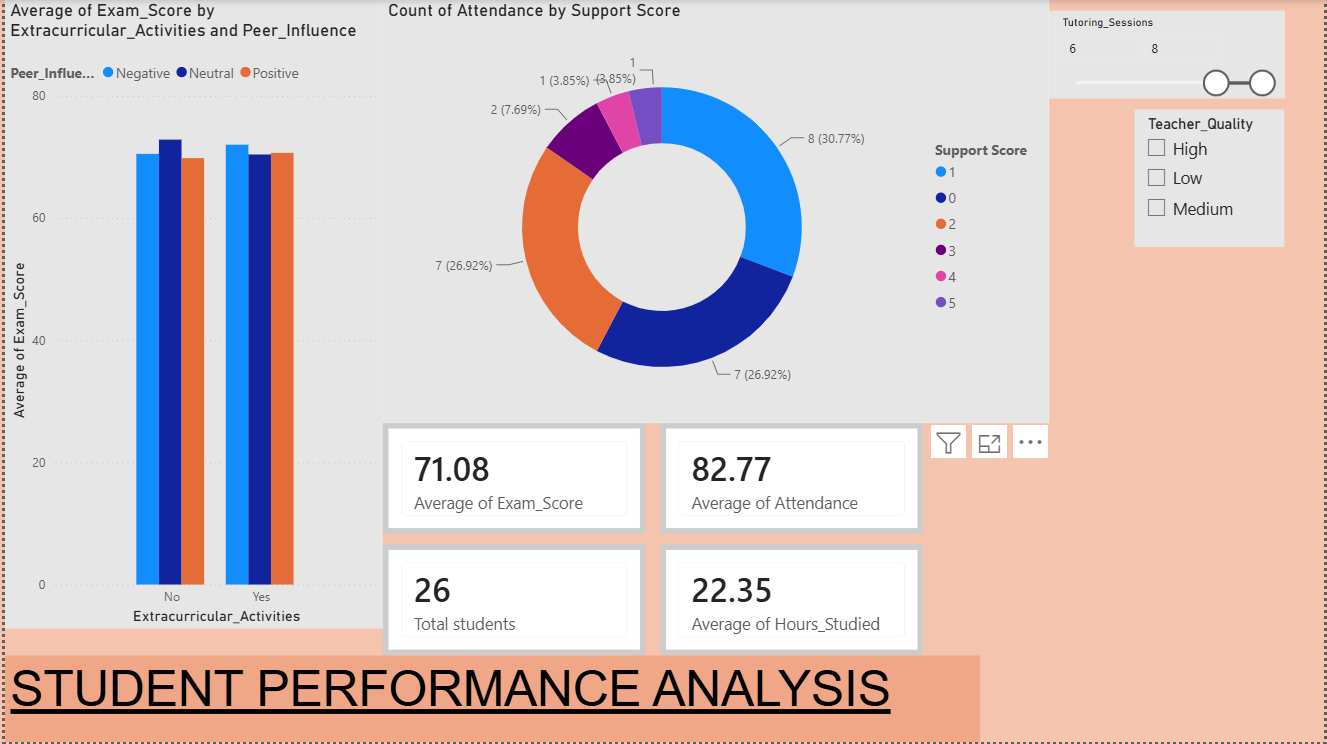 Average of Exam_Score by
Extracurricular_Activities and Peer_Influence
Peer_Influe... Negative Neutral Positive
80
60
40
20
0
Average of Exam_Score
No Yes
Extracurricular_Activities
Count of Attendance by Support Score
1
1 (3.85%) (3.85%)
2 (7.69%)
8 (30.77%)
7 (26.92%)
7 (26.92%)
Support Score
1
0
2
3
4
5
Tutoring_Sessions
6 8
Teacher_Quality
High
Low
Medium
71.08
Average of Exam_Score
82.77
Average of Attendance
26
Total students
22.35
Average of Hours_Studied
STUDENT PERFORMANCE ANALYSIS